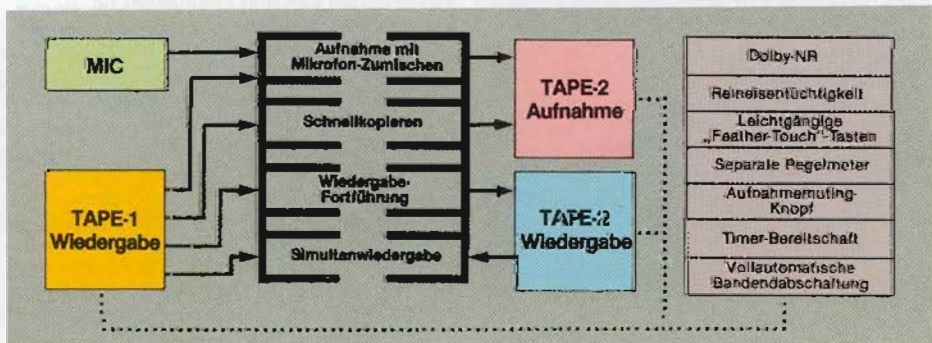 MIC
TAPE-1
Wiedergabe
Aufnahme mit
Mikrofon-Zumischen
Schnellkopieren
Wiedergabe-
Fortführung
Simultanwiedergabe
TAPE-2
Aufnahme
TAPE-2
Wiedergabe
Dolby-NR
Reineisentüchtigkeit
Leichtgängige
„Feather-Touch“-Tasten
Separate Pegelmeter
Aufnahmemuting-
Knopf
Timer-Bereitschaft
Vollautomatische
Bandendabschaltung